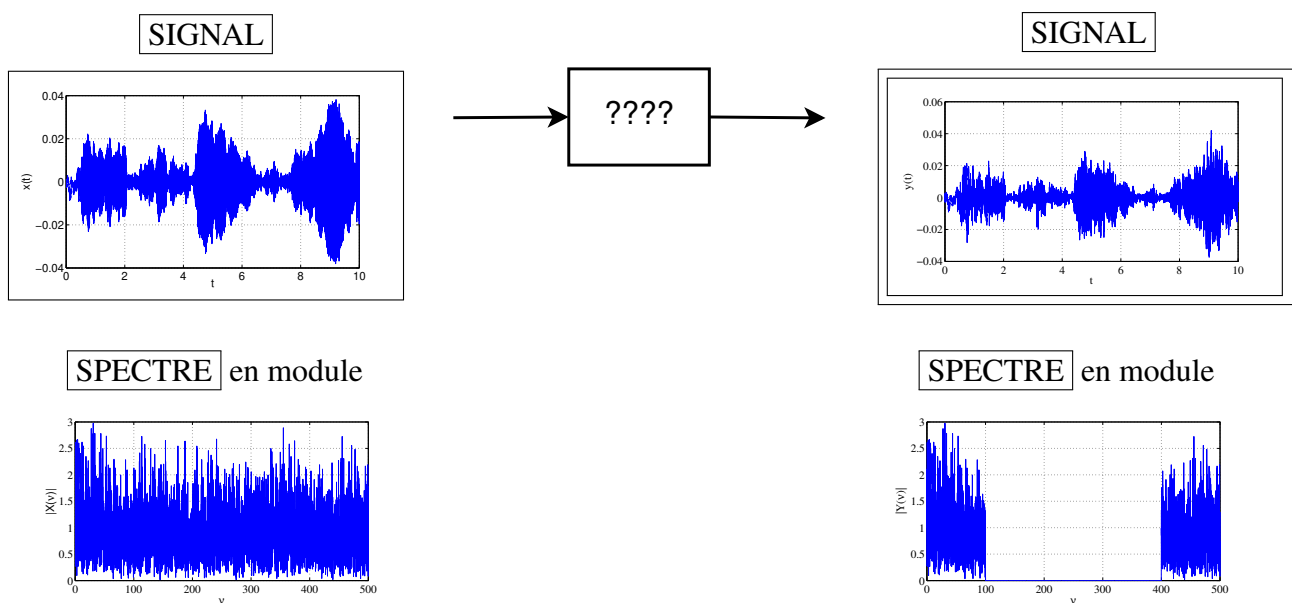 SIGNAL
SIGNAL
????
0.04
0.02
0
−0.02
−0.04
x(t)
0 2 4 6 8 10
t
0.06
0.04
0.02
0
−0.02
−0.04
y(t)
0 2 4 6 8 10
t
SPECTRE en module
SPECTRE en module
3
2.5
2
1.5
1
0.5
0
|X(ν)|
0 100 200 300 400 500
ν
3
2.5
2
1.5
1
0.5
0
|Y(ν)|
0 100 200 300 400 500
ν